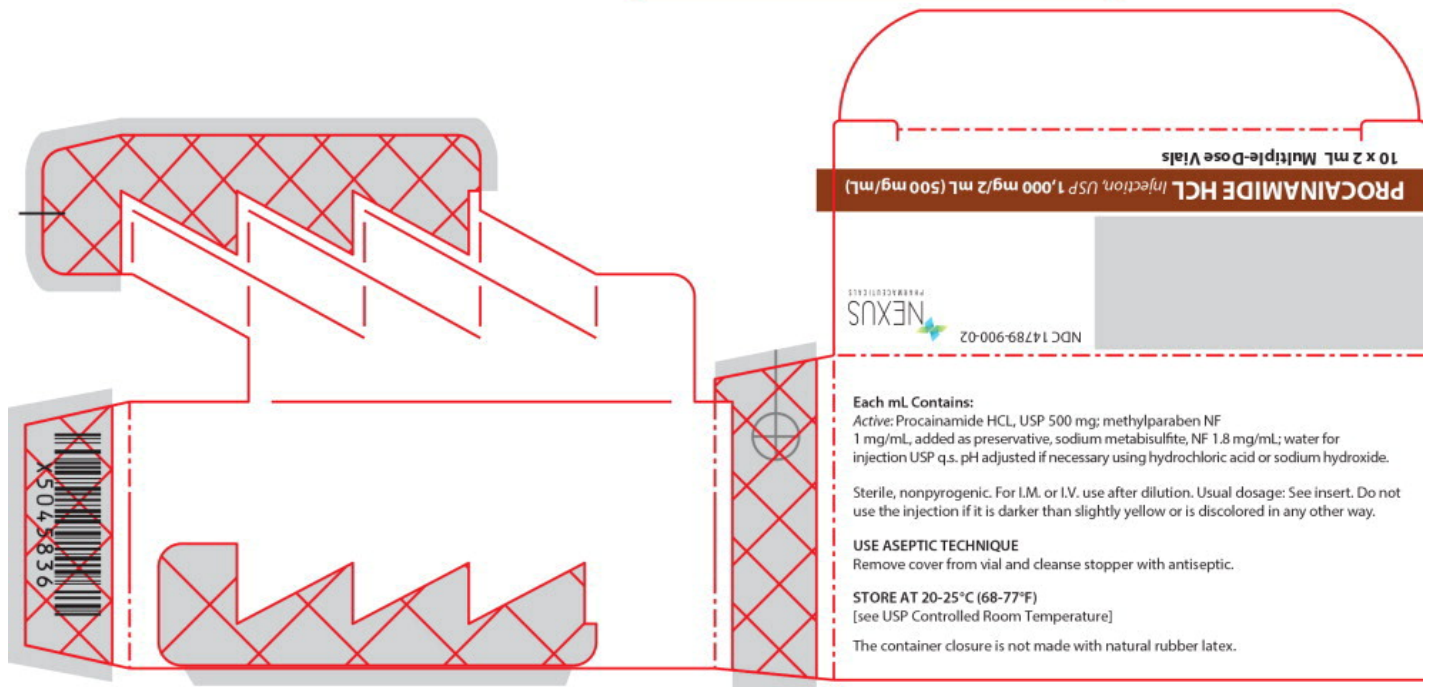 10 x 2 mL Multiple-Dose Vials
PROCAINAMIDE HCL Injection, USP 1,000 mg/2 mL (500 mg/mL)
NEXUS
PHARMACEUTICALS
NDC 14789-900-02
Each mL Contains:
Active: Procainamide HCL, USP 500 mg; methylparaben NF
1 mg/mL, added as preservative, sodium metabisulfite, NF 1.8 mg/mL; water for
injection USP q.s. pH adjusted if necessary using hydrochloric acid or sodium hydroxide.
Sterile, nonpyrogenic. For I.M. or I.V. use after dilution. Usual dosage: See insert. Do not
use the injection if it is darker than slightly yellow or is discolored in any other way.
USE ASEPTIC TECHNIQUE
Remove cover from vial and cleanse stopper with antiseptic.
STORE AT 20-25°C (68-77°F)
[see USP Controlled Room Temperature]
The container closure is not made with natural rubber latex.
X5045836